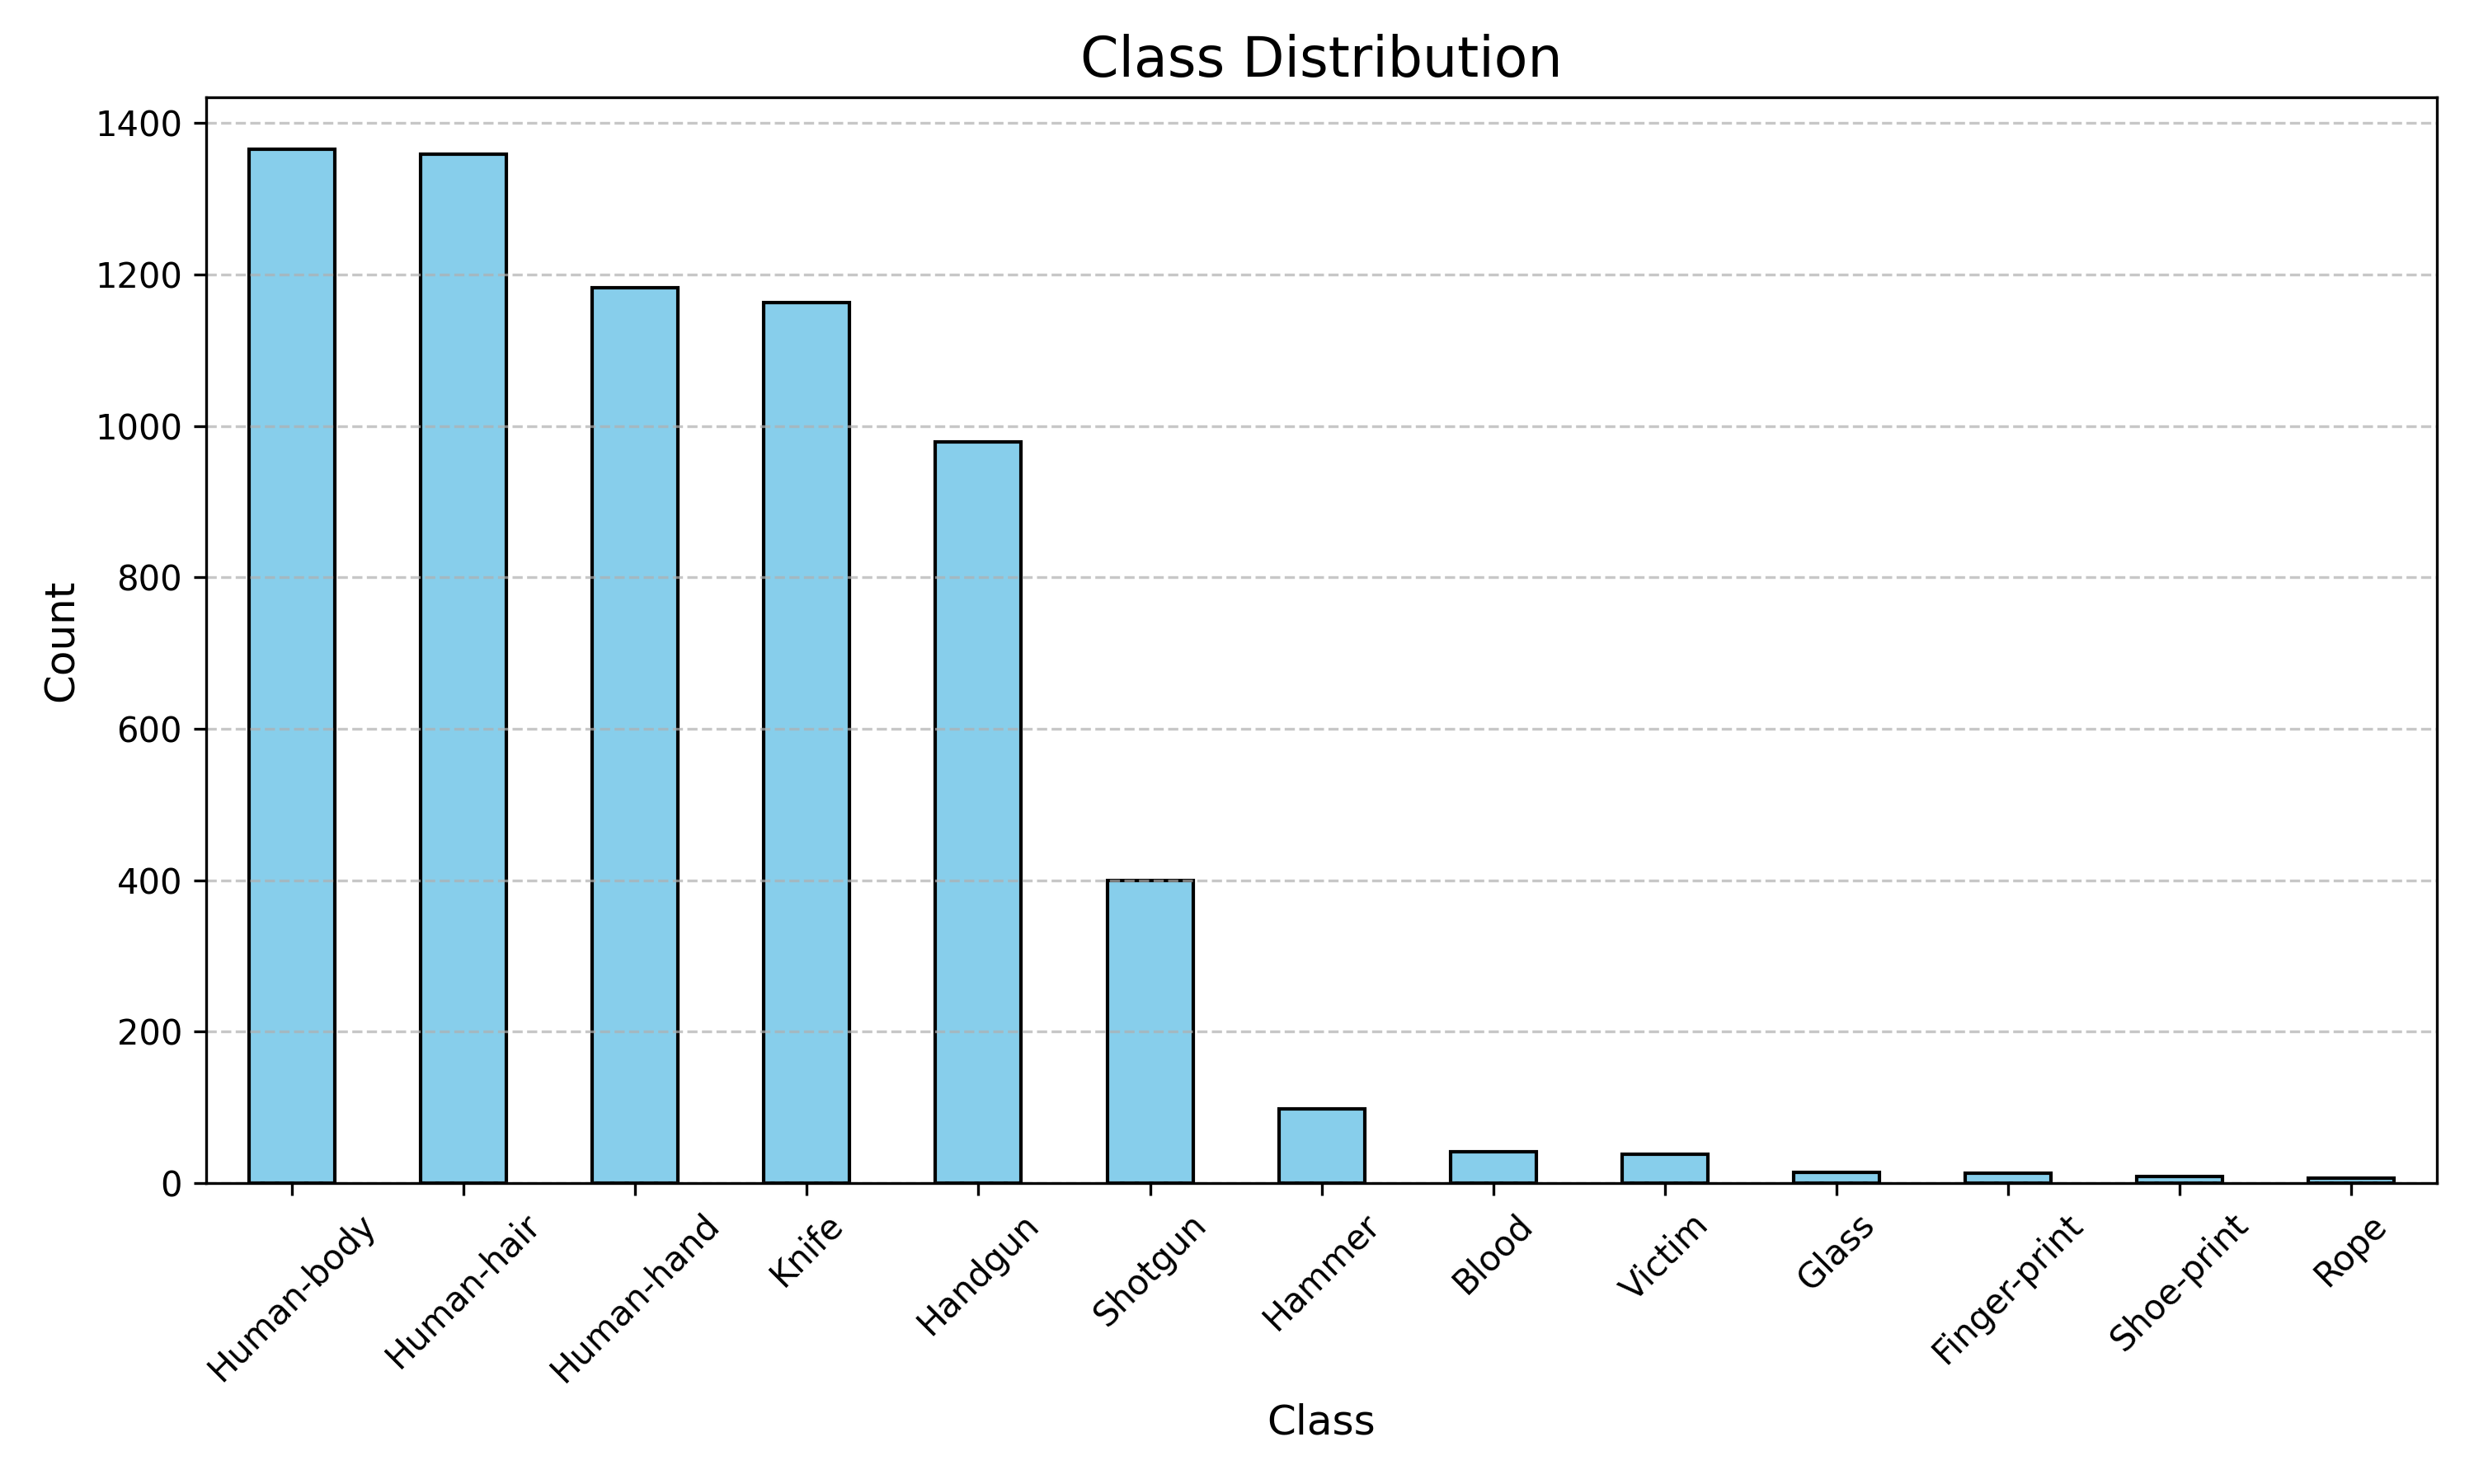 Class Distribution
1400
1200
1000
800
600
400
200
0
Count
Human-body
Human-hair
Human-hand
Knife
Handgun
Shotgun
Hammer
Blood
Victim
Glass
Finger-print
Shoe-print
Rope
Class